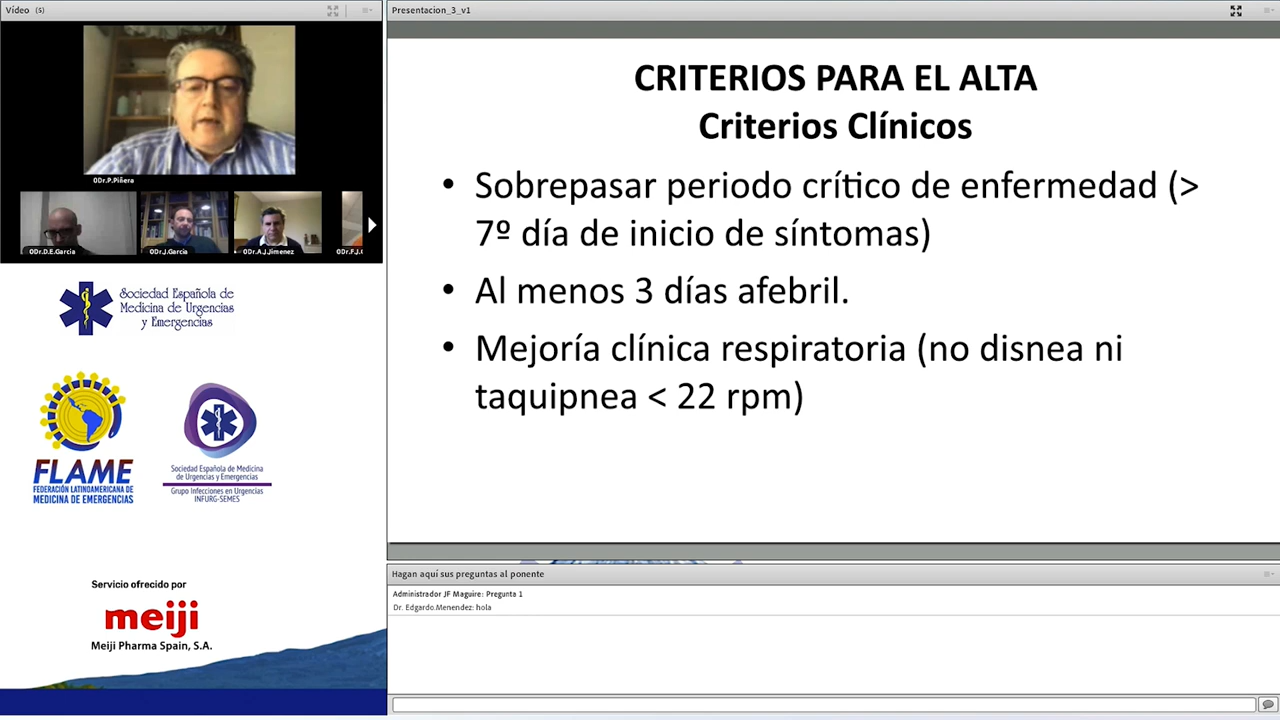 Vídeo (5)
0Dr.P.Piñera
0Dr.D.E.Garcia
0Dr.J.Garcia
0Dr.A.J.Jimenez
0Dr.F.J.
Sociedad Española de
Medicina de Urgencias
y Emergencias
FLAME
FEDERACIÓN LATINOAMERICANA DE
MEDICINA DE EMERGENCIAS
Sociedad Española de Medicina
de Urgencias y Emergencias
Grupo Infecciones en Urgencias
INFURG-SEMES
Servicio ofrecido por
meiji
Meiji Pharma Spain, S.A.
Presentacion_3_v1
CRITERIOS PARA EL ALTA
Criterios Clínicos
• Sobrepasar periodo crítico de enfermedad (>
7º día de inicio de síntomas)
• Al menos 3 días afebril.
• Mejoría clínica respiratoria (no disnea ni
taquipnea < 22 rpm)
Hagan aquí sus preguntas al ponente
Administrador JF Maguire: Pregunta 1
Dr. Edgardo.Menendez: hola